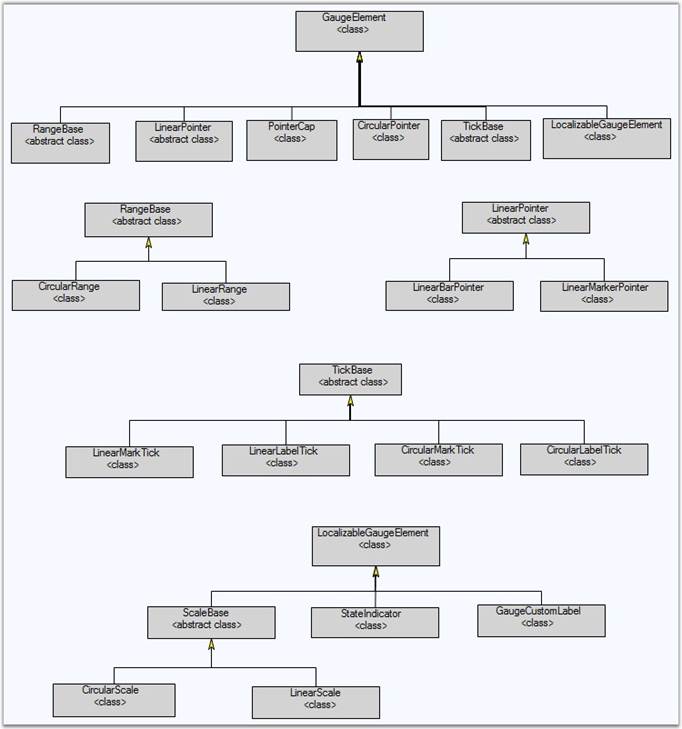 GaugeElement
<class>
RangeBase
<abstract class>
LinearPointer
<abstract class>
PointerCap
<class>
CircularPointer
<class>
TickBase
<abstract class>
LocalizableGaugeElement
<class>
RangeBase
<abstract class>
LinearPointer
<abstract class>
CircularRange
<class>
LinearRange
<class>
LinearBarPointer
<class>
LinearMarkerPointer
<class>
TickBase
<abstract class>
LinearMarkTick
<class>
LinearLabelTick
<class>
CircularMarkTick
<class>
CircularLabelTick
<class>
LocalizableGaugeElement
<class>
ScaleBase
<abstract class>
StateIndicator
<class>
GaugeCustomLabel
<class>
CircularScale
<class>
LinearScale
<class>